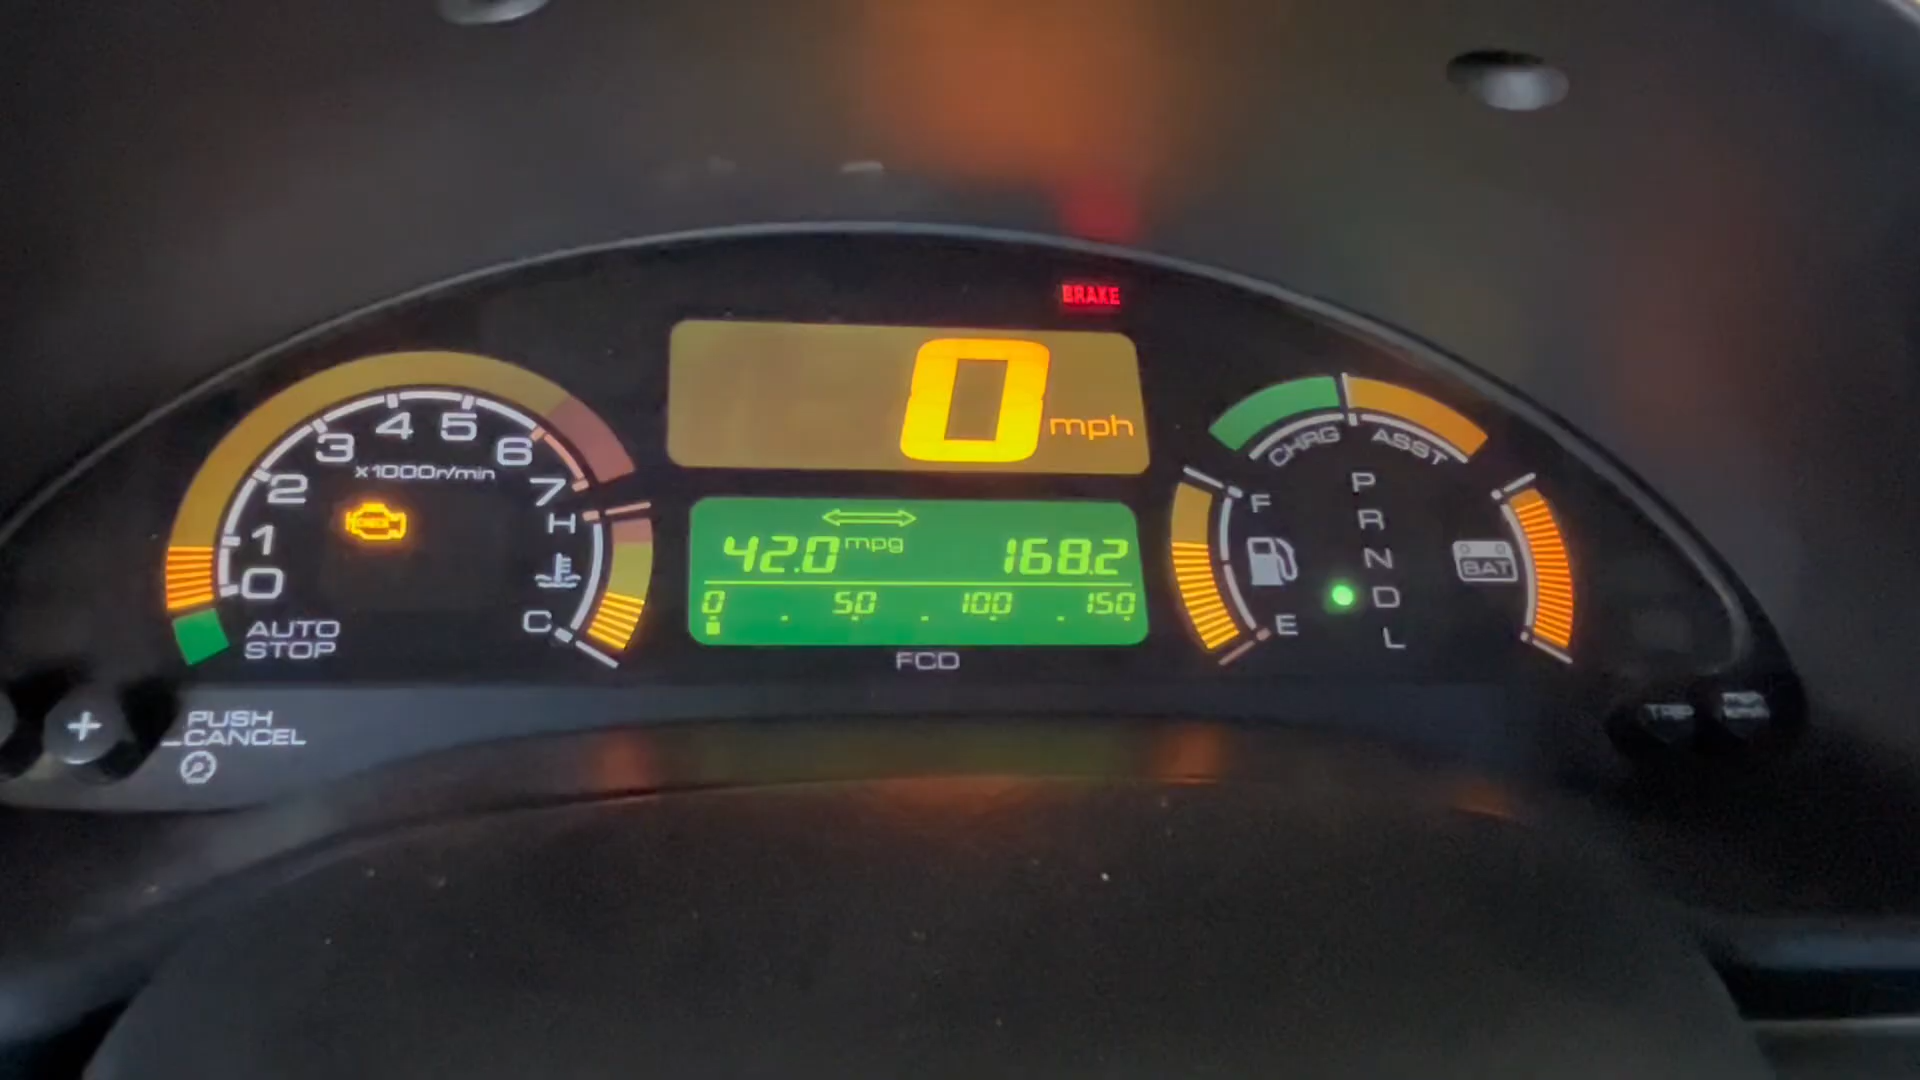 BRAKE
0 mph
7
6
5
4
3
2
1
0
x1000r/min
CHECK
AUTO
STOP
H
C
42.0 mpg 168.2
0 50 100 150
FCD
CHRG ASST
F
E
P
R
N
D
L
BAT
+
PUSH
CANCEL
TRIP